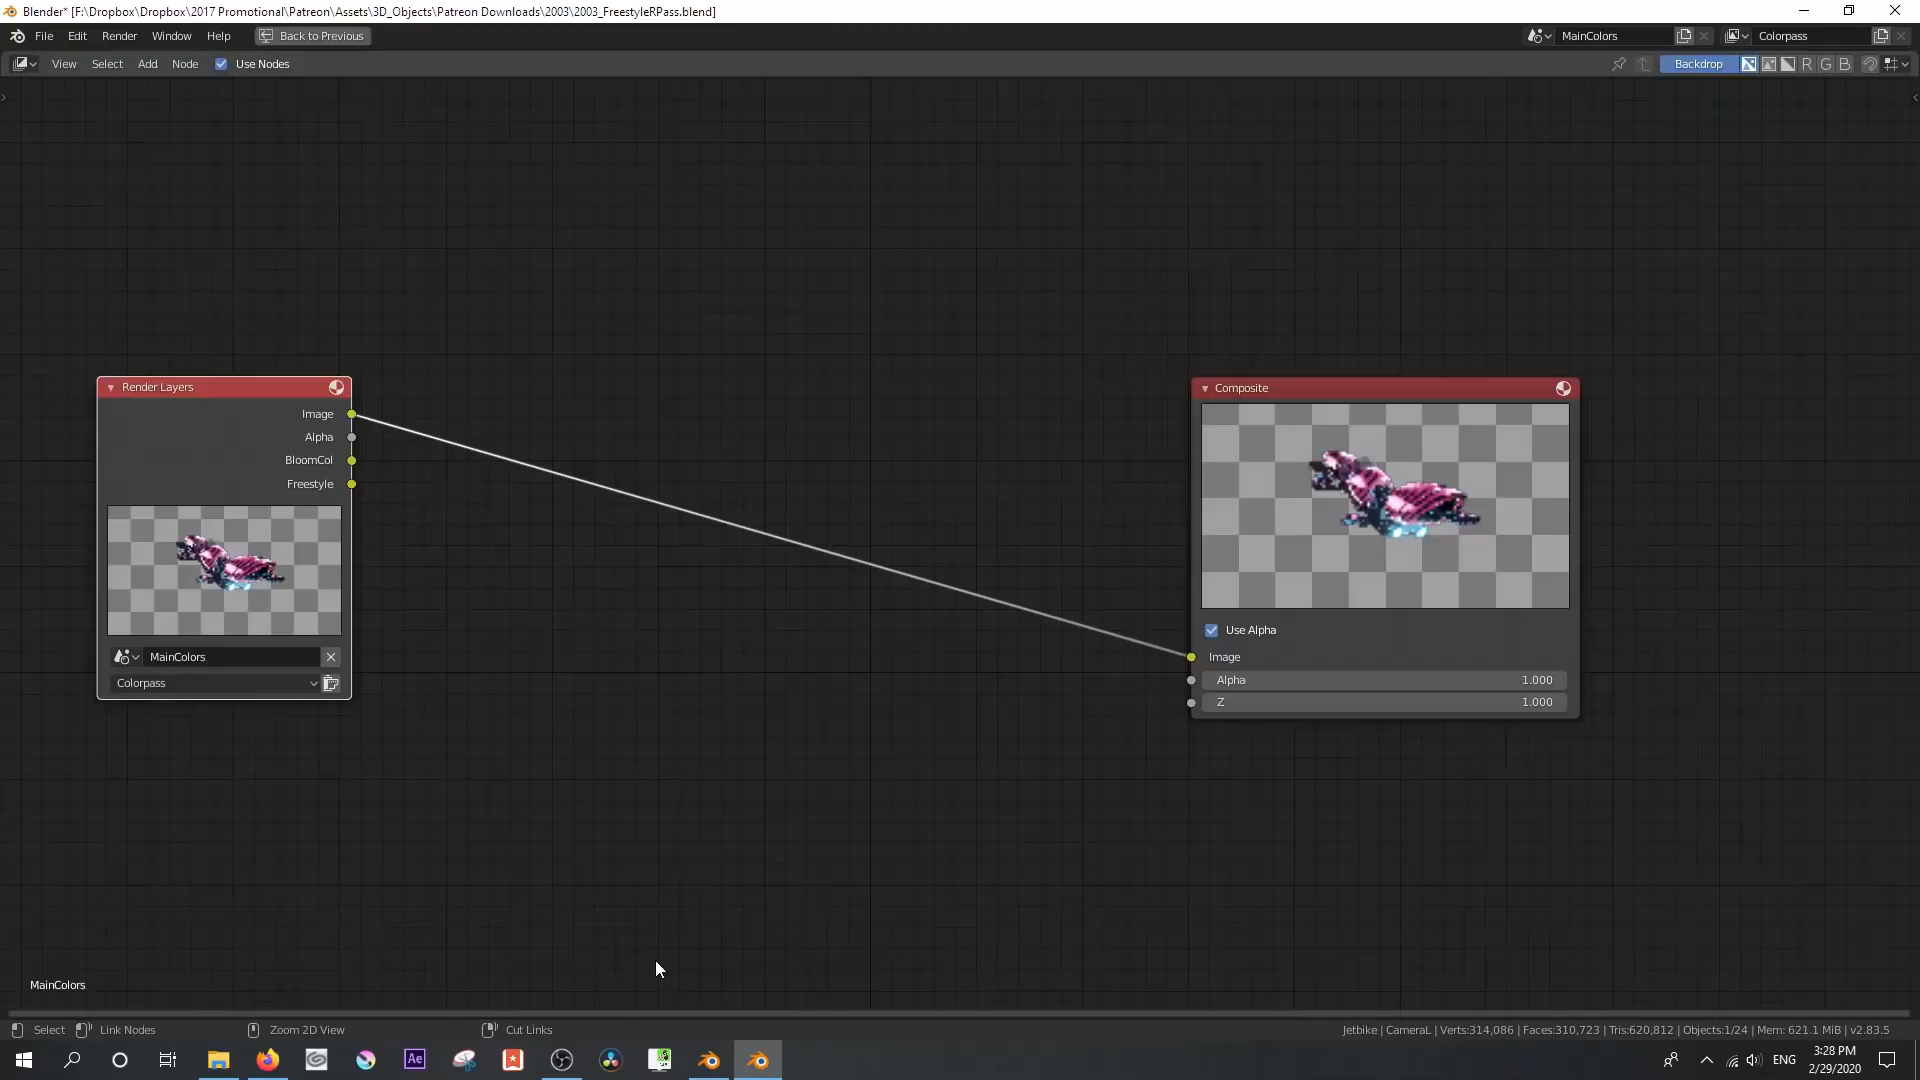 Blender* [F:\Dropbox\Dropbox\2017 Promotional\Patreon\Assets\3D_Objects\Patreon Downloads\2003\2003_FreestyleRPass.blend]
File Edit Render Window Help Back to Previous MainColors Colorpass
View Select Add Node Use Nodes Backdrop R G B
Render Layers
Image
Alpha
BloomCol
Freestyle
MainColors
Colorpass
Composite
Use Alpha
Image
Alpha 1.000
Z 1.000
MainColors
Select Link Nodes Zoom 2D View Cut Links Jetbike | CameraL | Verts:314,086 | Faces:310,723 | Tris:620,812 | Objects:1/24 | Mem: 621.1 MiB | v2.83.5
Ae ENG 3:28 PM
2/29/2020